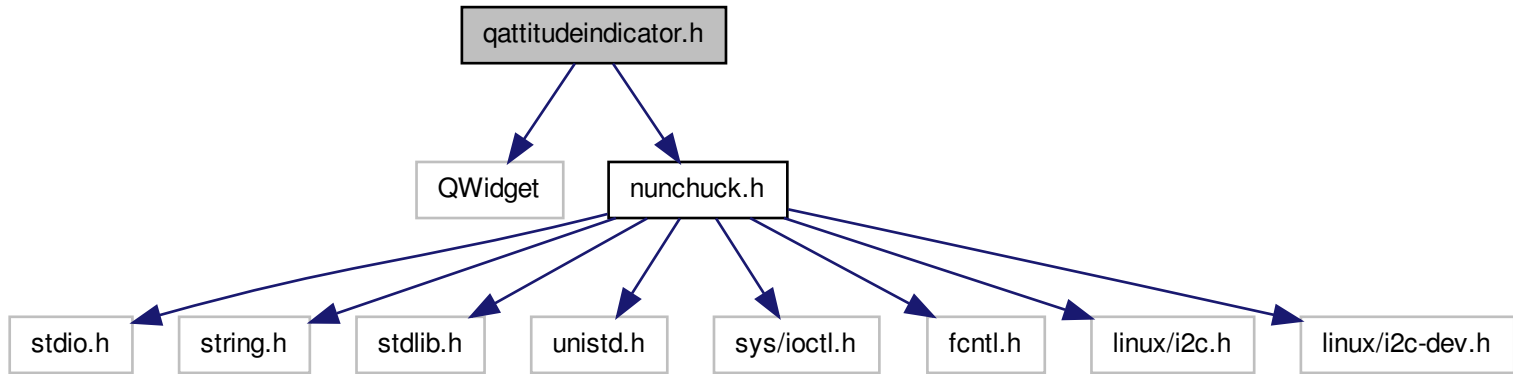 qattitudeindicator.h
QWidget
nunchuck.h
stdio.h
string.h
stdlib.h
unistd.h
sys/ioctl.h
fcntl.h
linux/i2c.h
linux/i2c-dev.h